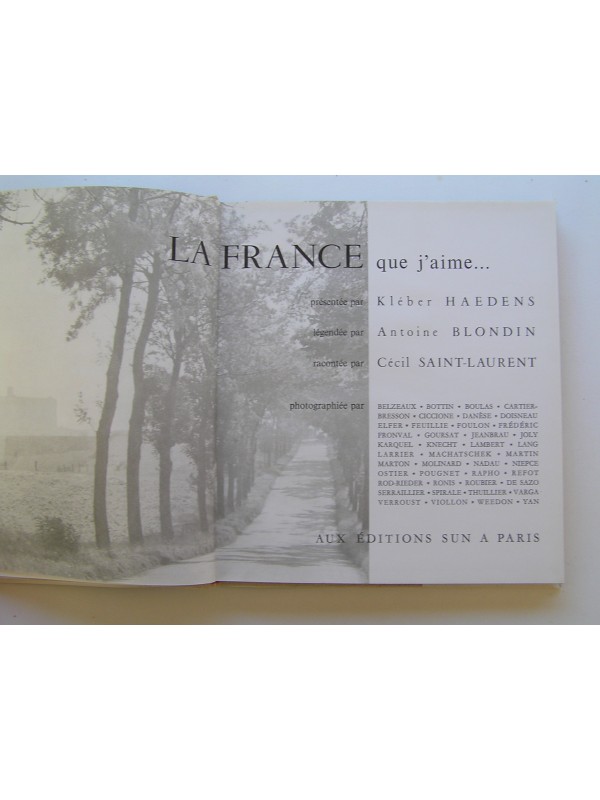 LA FRANCE que j'aime...
présentée par Kléber HAEDENS
légendée par Antoine BLONDIN
racontée par Cécil SAINT-LAURENT
photographiée par BELZEAUX • BOTTIN • BOULAS • CARTIER-
BRESSON • CICCIONE • DANÈSE • DOISNEAU
ELFER • FEUILLIE • FOULON • FRÉDÉRIC
FRONVAL • GOURSAT • JEANBRAU • JOLY
KARQUEL • KNECHT • LAMBERT • LANG
LARRIER • MACHATSCHEK • MARTIN
MARTON • MOLINARD • NADAU • NIEPCE
OSTIER • POUGNET • RAPHO • REFOT
ROD-RIEDER • RONIS • ROUBIER • DE SAZO
SERRAILLIER • SPIRALE • THUILLIER • VARGA
VERROUST • VIOLLON • WEEDON • YAN
AUX ÉDITIONS SUN A PARIS